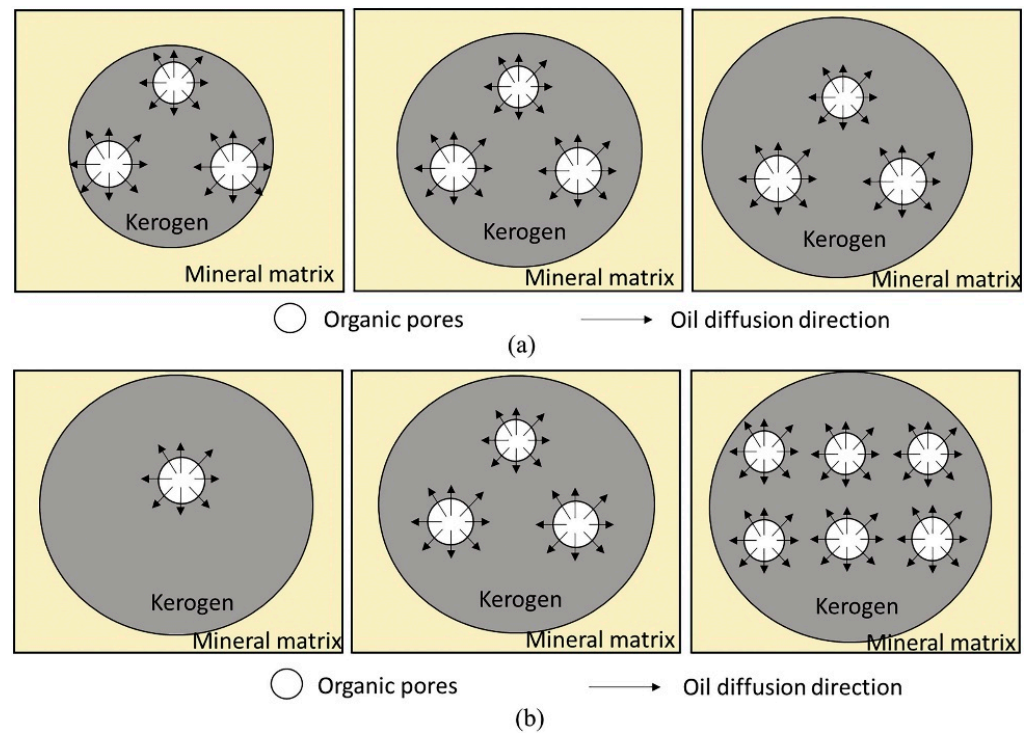 Kerogen
Mineral matrix
Kerogen
Mineral matrix
Kerogen
Mineral matrix
Organic pores
Oil diffusion direction
(a)
Kerogen
Mineral matrix
Kerogen
Mineral matrix
Kerogen
Mineral matrix
Organic pores
Oil diffusion direction
(b)